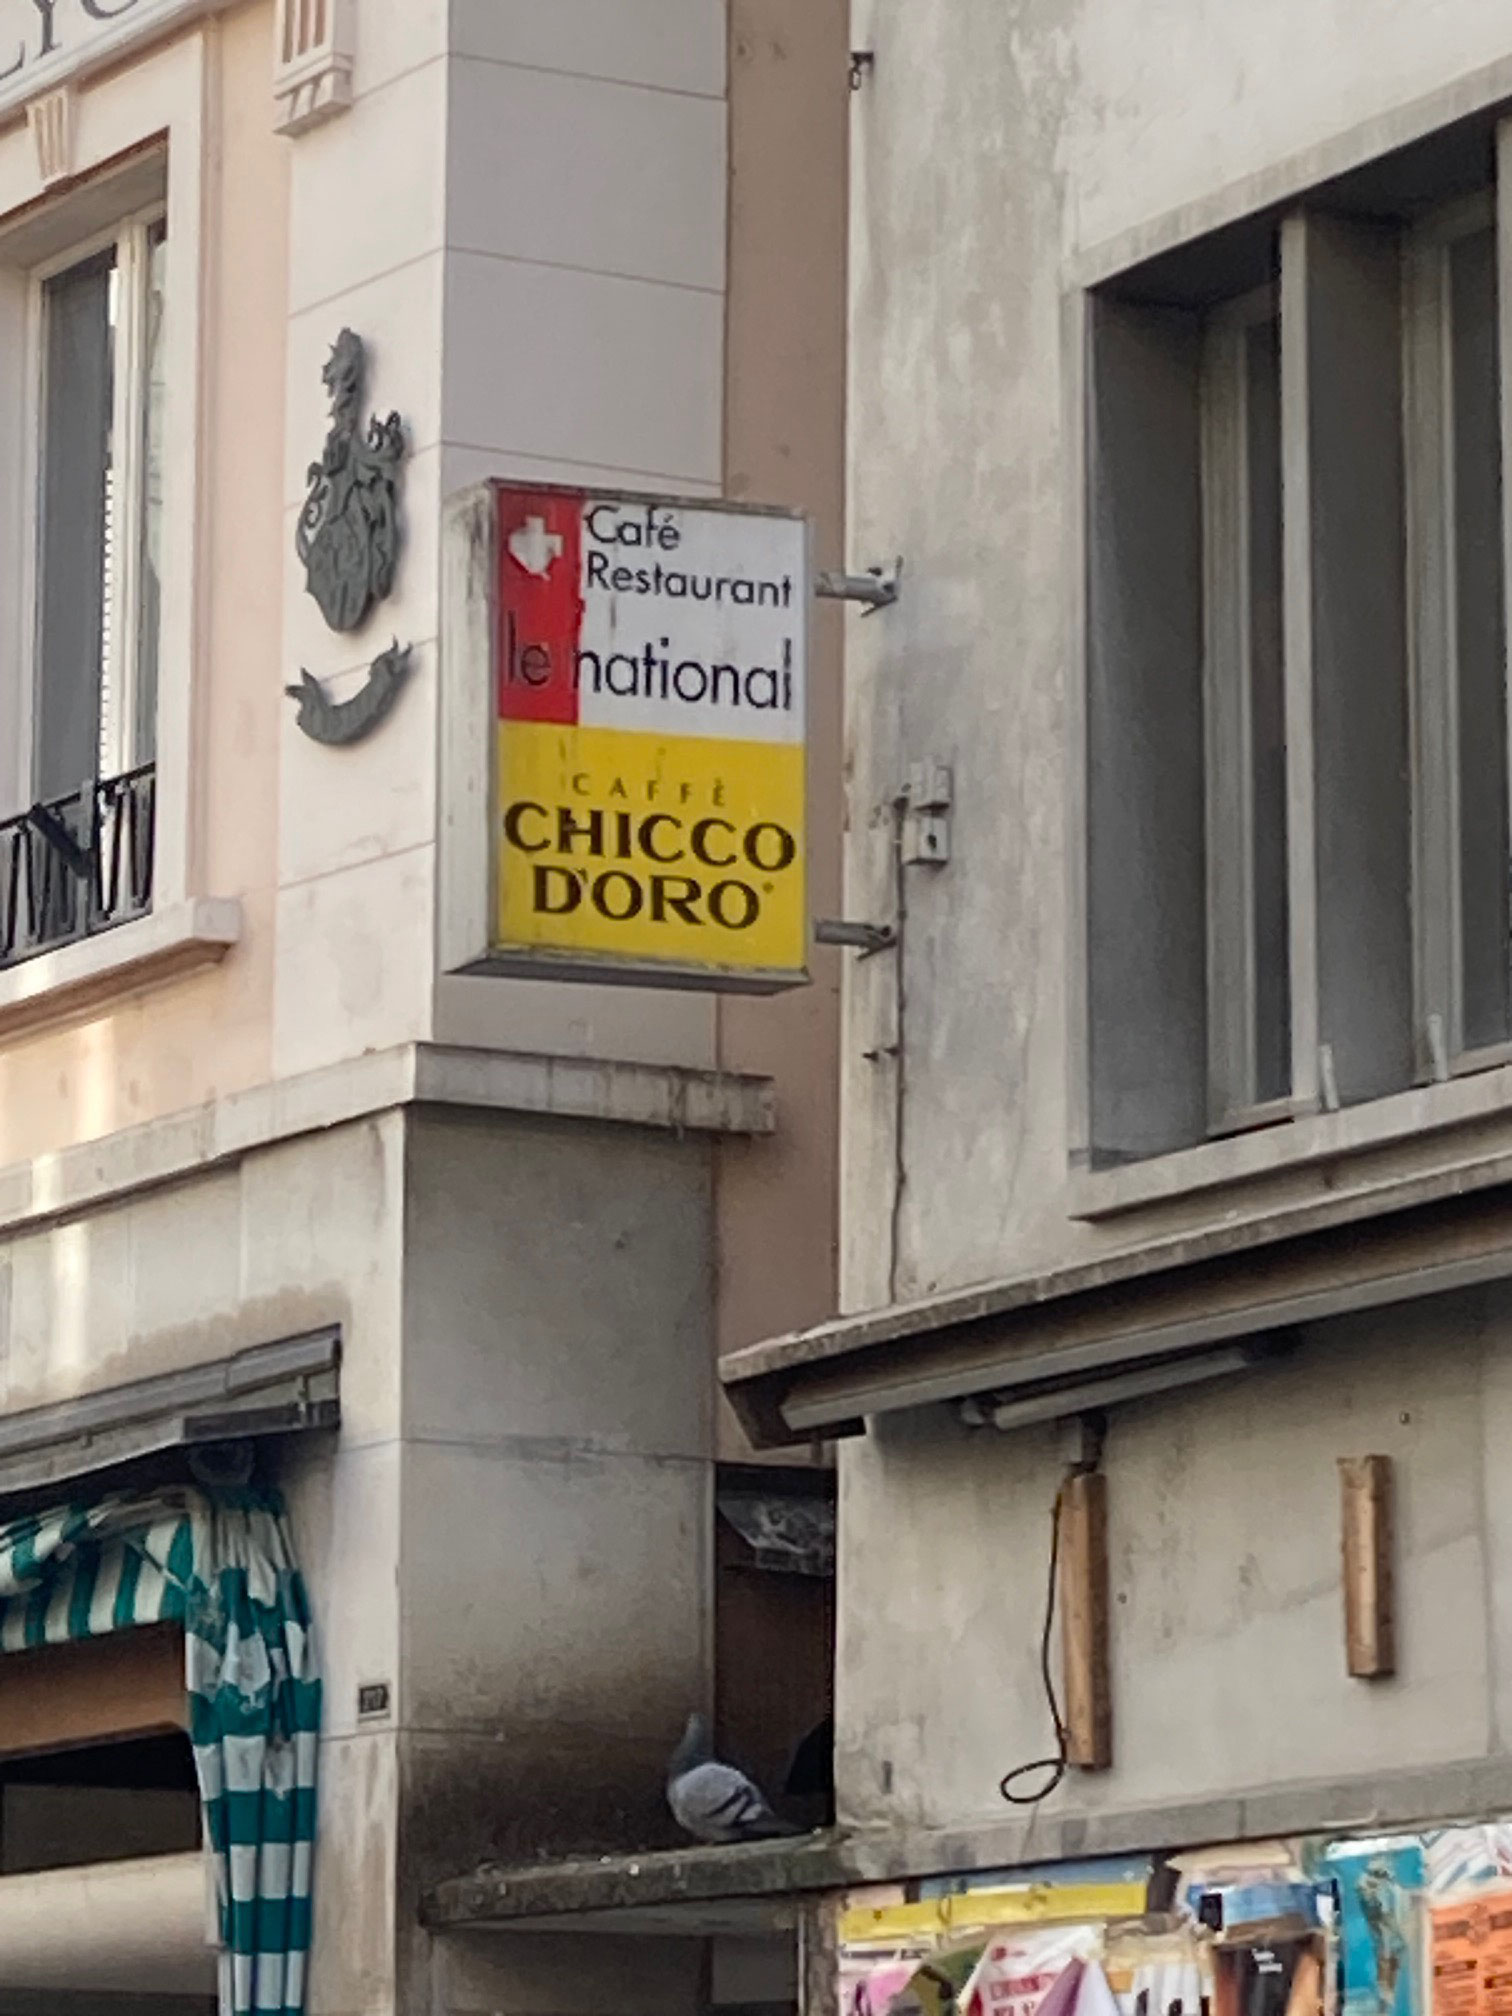 Café
Restaurant
le national
CAFFÈ
CHICCO
D'ORO